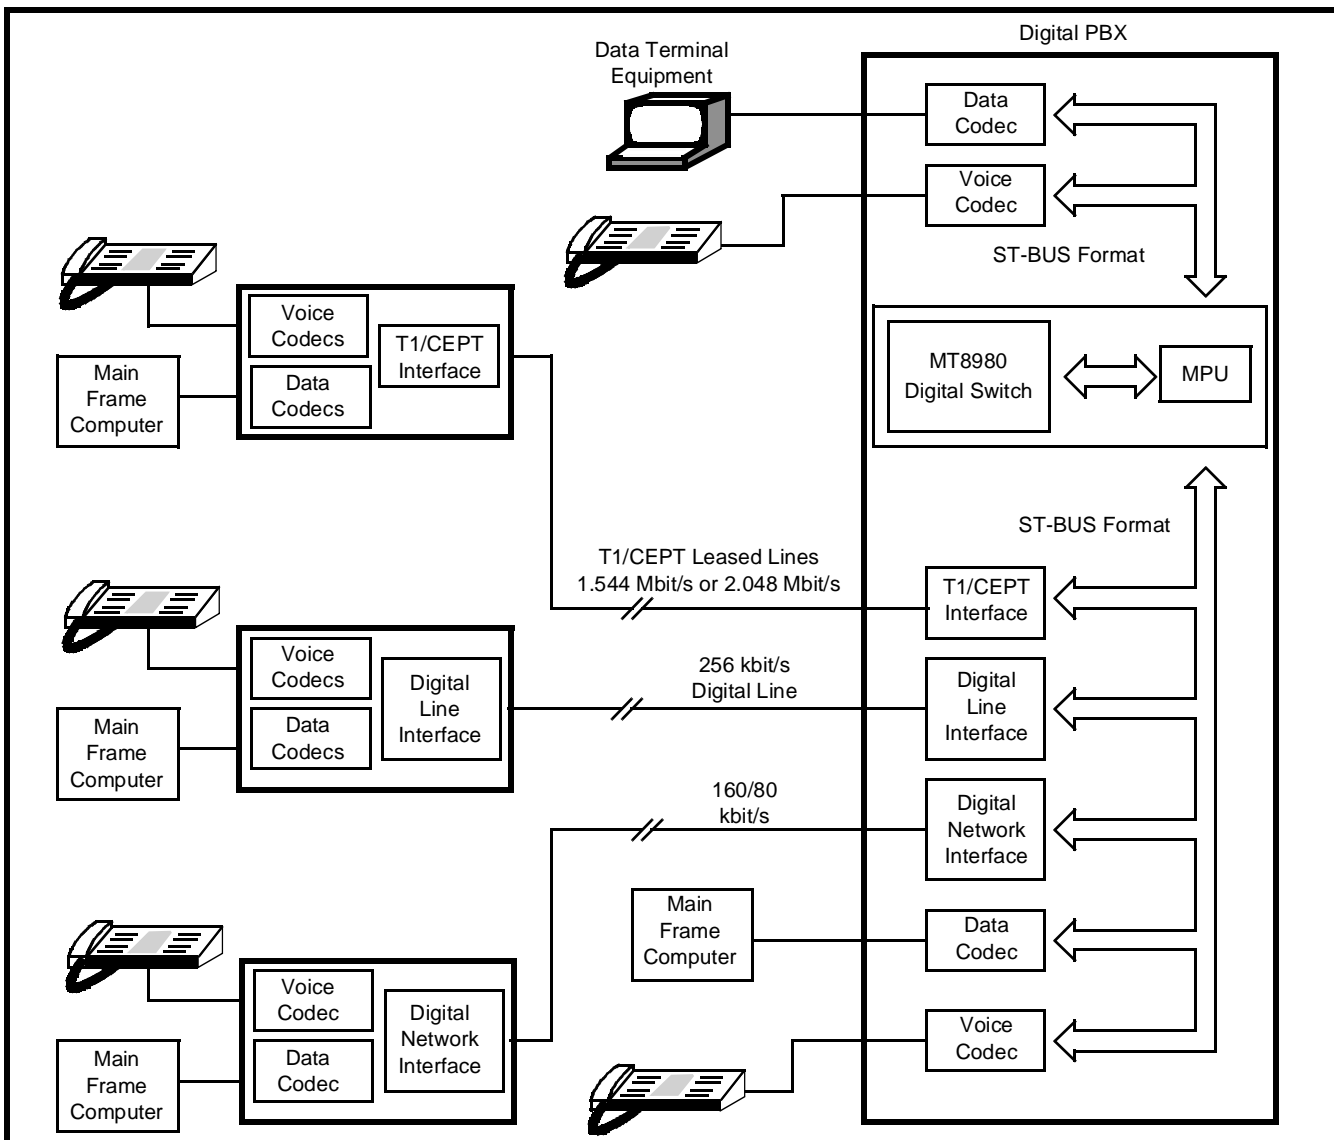 Digital PBX
Data Terminal
Equipment
Data
Codec
Voice
Codec
ST-BUS Format
Voice
Codecs
T1/CEPT
Interface
Data
Codecs
Main
Frame
Computer
MT8980
Digital Switch
MPU
ST-BUS Format
T1/CEPT Leased Lines
1.544 Mbit/s or 2.048 Mbit/s
T1/CEPT
Interface
Voice
Codecs
Digital
Line
Interface
Data
Codecs
Main
Frame
Computer
256 kbit/s
Digital Line
Digital
Line
Interface
160/80
kbit/s
Digital
Network
Interface
Main
Frame
Computer
Data
Codec
Voice
Codec
Digital
Network
Interface
Data
Codec
Main
Frame
Computer
Voice
Codec